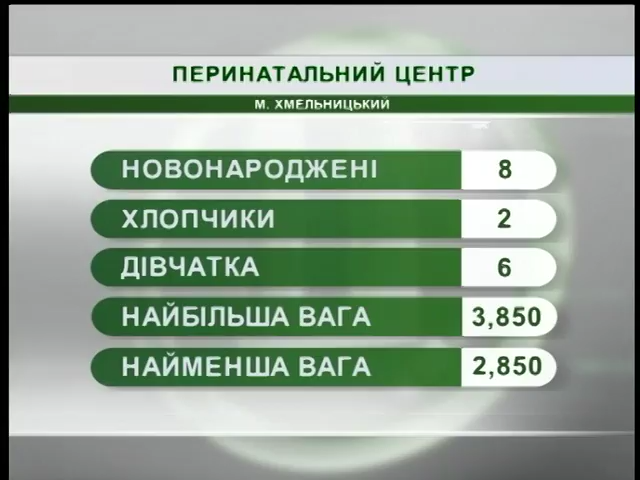 ПЕРИНАТАЛЬНИЙ ЦЕНТР
М. ХМЕЛЬНИЦЬКИЙ
НОВОНАРОДЖЕНІ 8
ХЛОПЧИКИ 2
ДІВЧАТКА 6
НАЙБІЛЬША ВАГА 3,850
НАЙМЕНША ВАГА 2,850